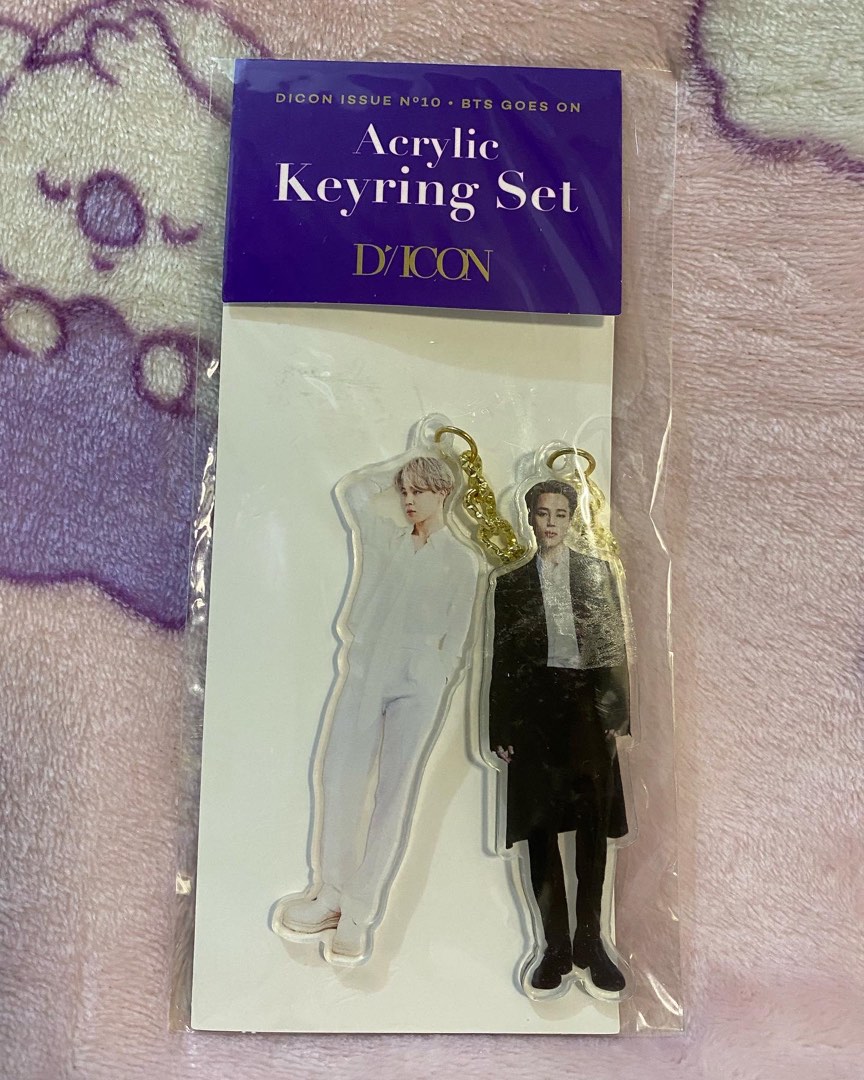 DICON ISSUE Nº10 • BTS GOES ON
Acrylic
Keyring Set
D'/ICON